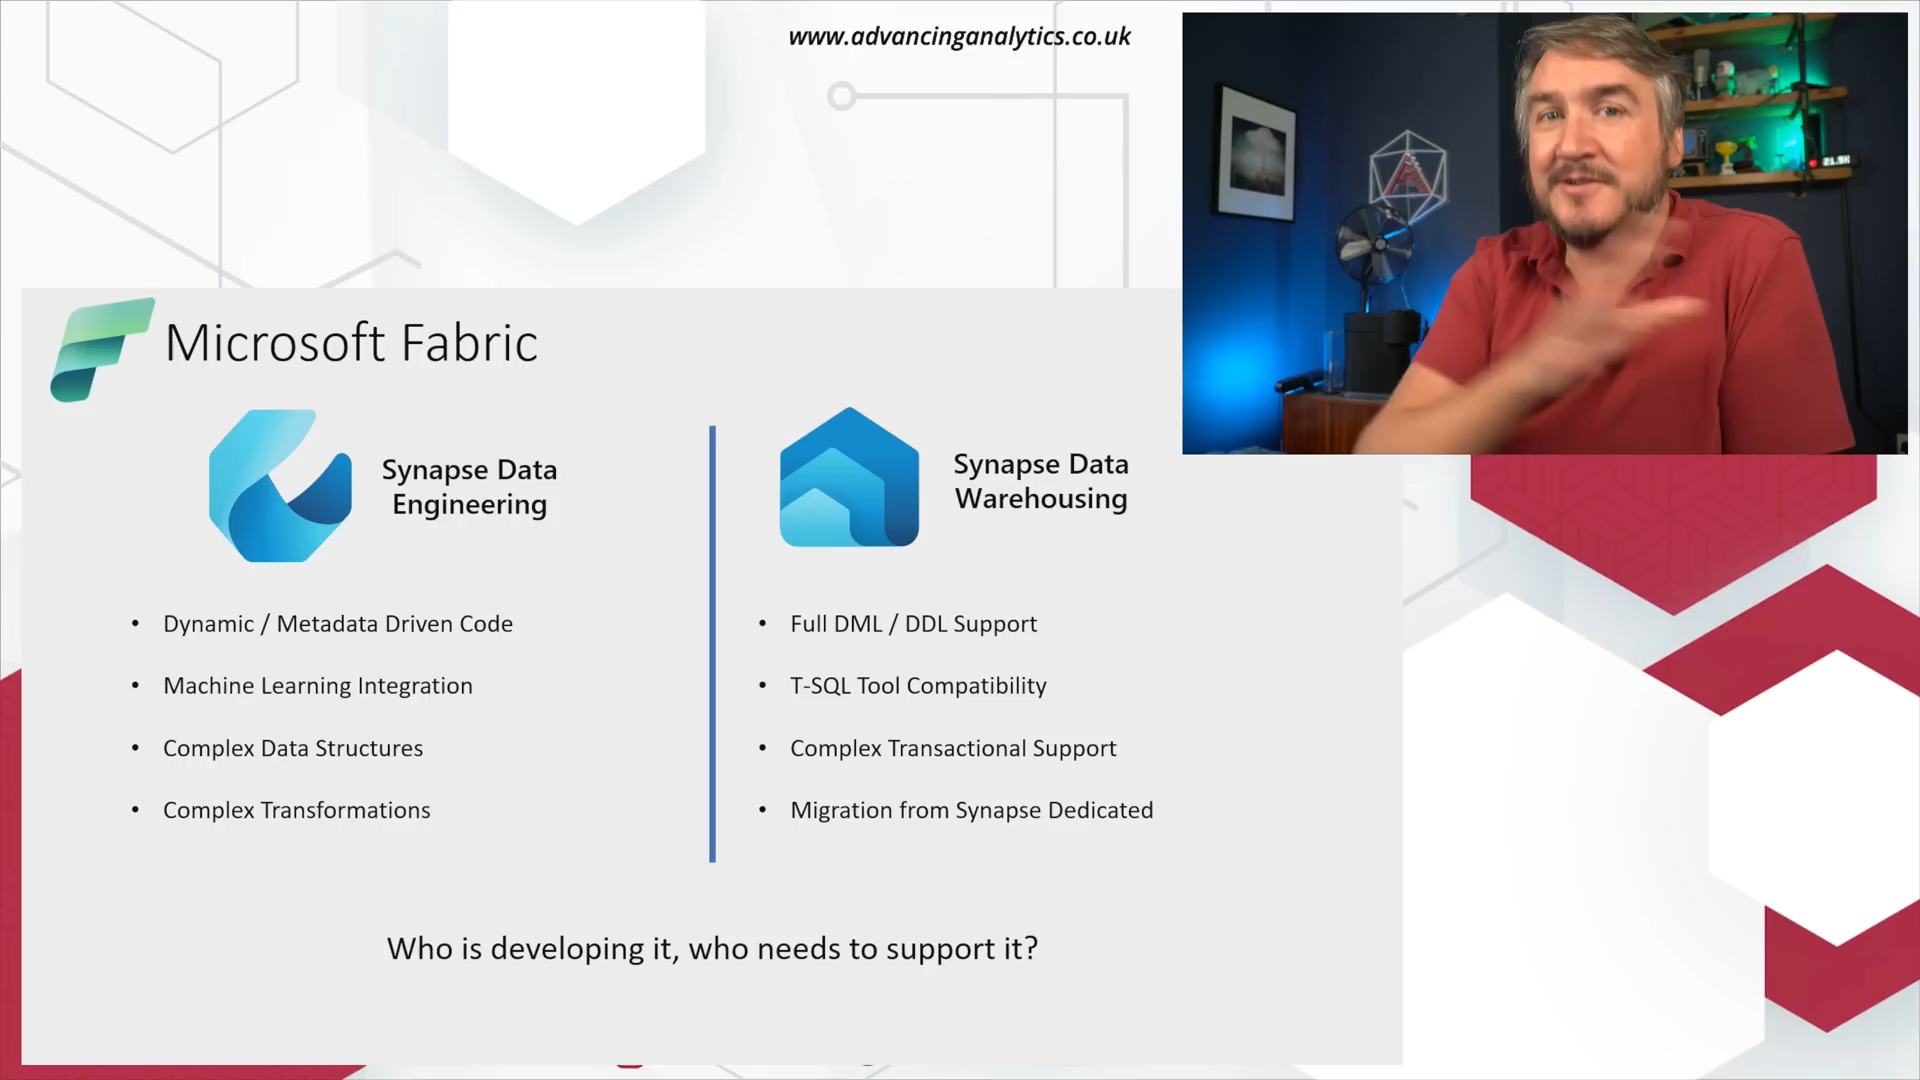 www.advancinganalytics.co.uk
21.9K
Microsoft Fabric
Synapse Data
Engineering
Synapse Data
Warehousing
• Dynamic / Metadata Driven Code
• Machine Learning Integration
• Complex Data Structures
• Complex Transformations
• Full DML / DDL Support
• T-SQL Tool Compatibility
• Complex Transactional Support
• Migration from Synapse Dedicated
Who is developing it, who needs to support it?